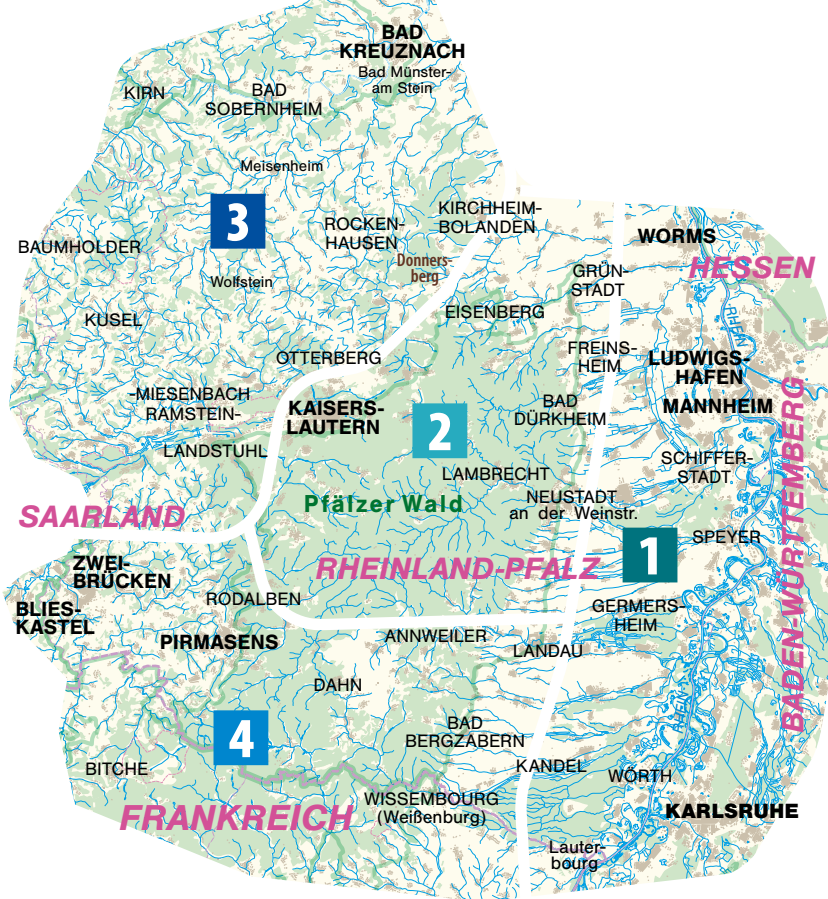 BAD
KREUZNACH
Bad Münster-
am Stein
KIRN
BAD
SOBERNHEIM
Meisenheim
3
ROCKEN-
HAUSEN
KIRCHHEIM-
BOLANDEN
WORMS
BAUMHOLDER
Donners-
berg
HESSEN
GRÜN-
STADT
Wolfstein
KUSEL
EISENBERG
RHEIN
OTTERBERG
FREINS-
HEIM
LUDWIGS-
HAFEN
-MIESENBACH
RAMSTEIN-
KAISERS-
LAUTERN
2
BAD
DÜRKHEIM
MANNHEIM
LANDSTUHL
LAMBRECHT
SCHIFFER-
STADT
Pfälzer Wald
NEUSTADT
an der Weinstr.
SAARLAND
SPEYER
1
BADEN-WÜRTTEMBERG
ZWEI-
BRÜCKEN
RHEINLAND-PFALZ
BLIES-
KASTEL
RODALBEN
GERMERS-
HEIM
PIRMASENS
ANNWEILER
LANDAU
DAHN
RHEIN
4
BAD
BERGZABERN
BITCHE
KANDEL
WÖRTH
FRANKREICH
WISSEMBOURG
(Weißenburg)
KARLSRUHE
Lauter-
bourg